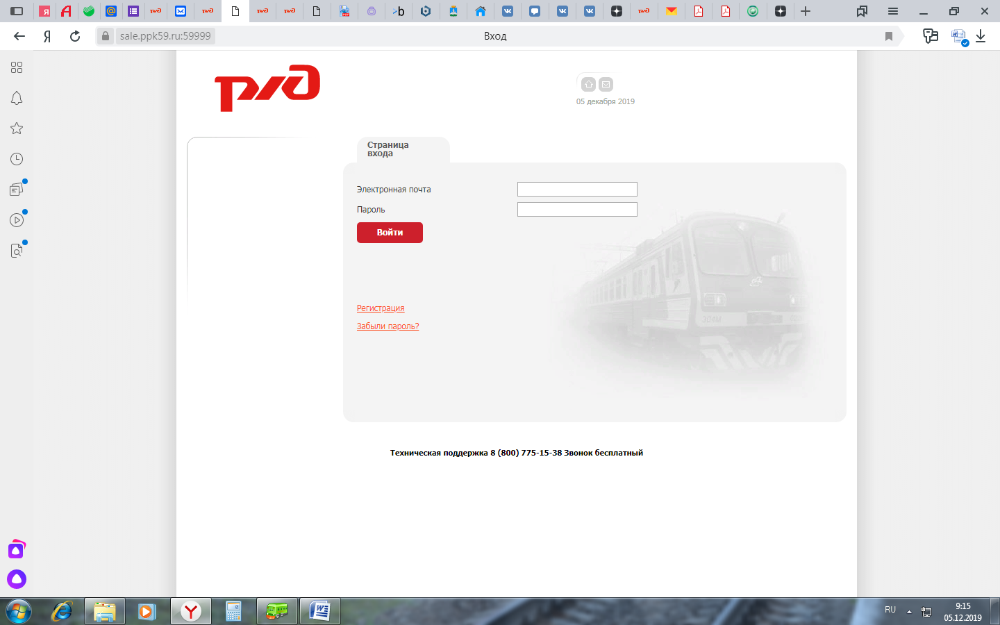 sale.ppk59.ru:59999
Вход
ржд
05 декабря 2019
Страница
входа
Электронная почта
Пароль
Войти
Регистрация
Забыли пароль?
Техническая поддержка 8 (800) 775-15-38 Звонок бесплатный
RU
9:15
05.12.2019